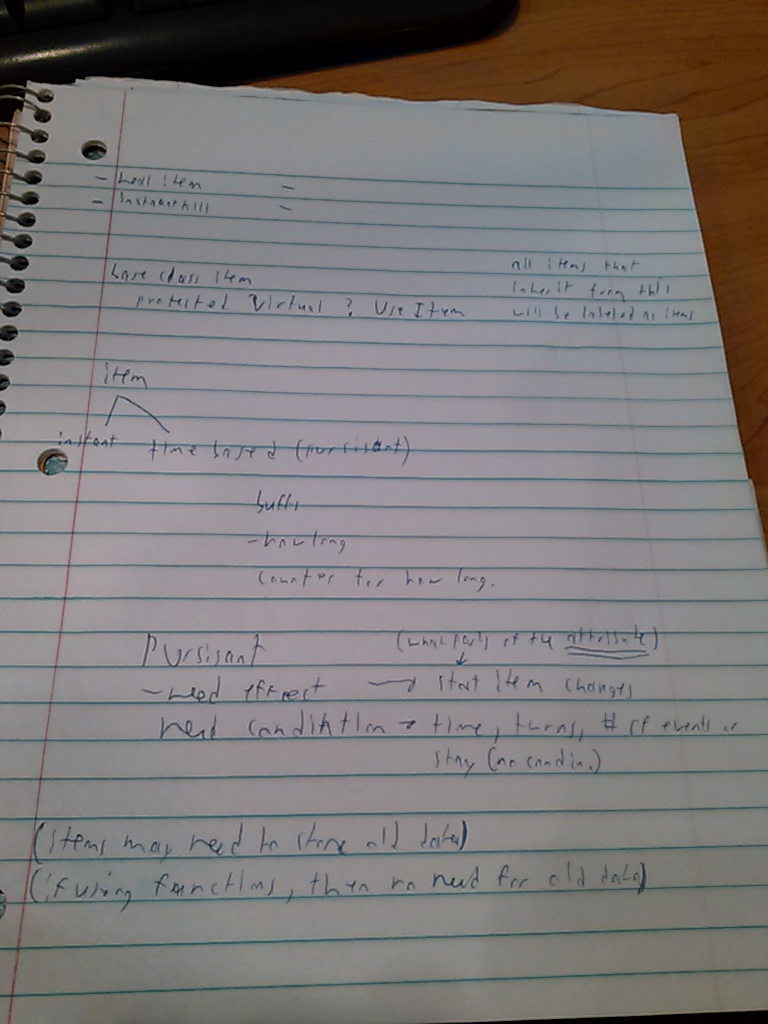 - heal item -
- instant kill -
base class item
protected virtual ? Use Item
all items that
inherit from this
will be labeled as items
item
instant time based (pursisant)
buffs
- how long
counter for how long.
Pursisant
(what parts of the attribute)
- need effect → start item changes
need condition → time, turns, # of events or
stay (no condin.)
(items may need to store old data)
(if using functions, then no need for old data)